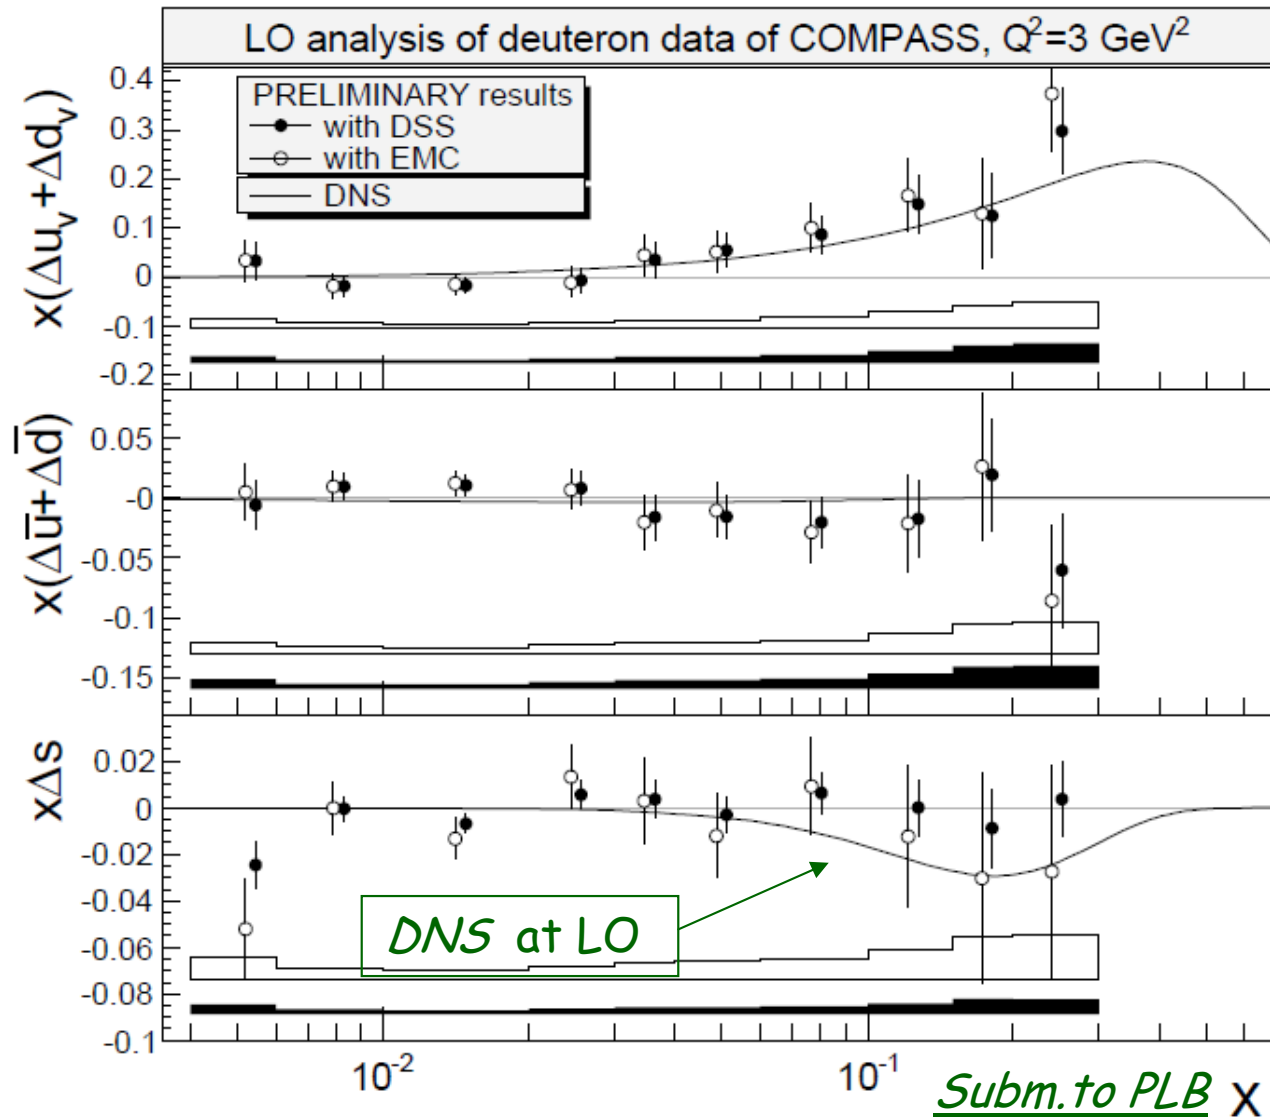 LO analysis of deuteron data of COMPASS, Q²=3 GeV²
x(Δu_v+Δd_v)
0.4
0.3
0.2
0.1
0
-0.1
-0.2
PRELIMINARY results
with DSS
with EMC
DNS
x(Δu̅+Δd̅)
0.05
-0
-0.05
-0.1
-0.15
xΔs
0.02
0
-0.02
-0.04
-0.06
-0.08
-0.1
DNS at LO
10⁻²
10⁻¹
Subm.to PLB
x